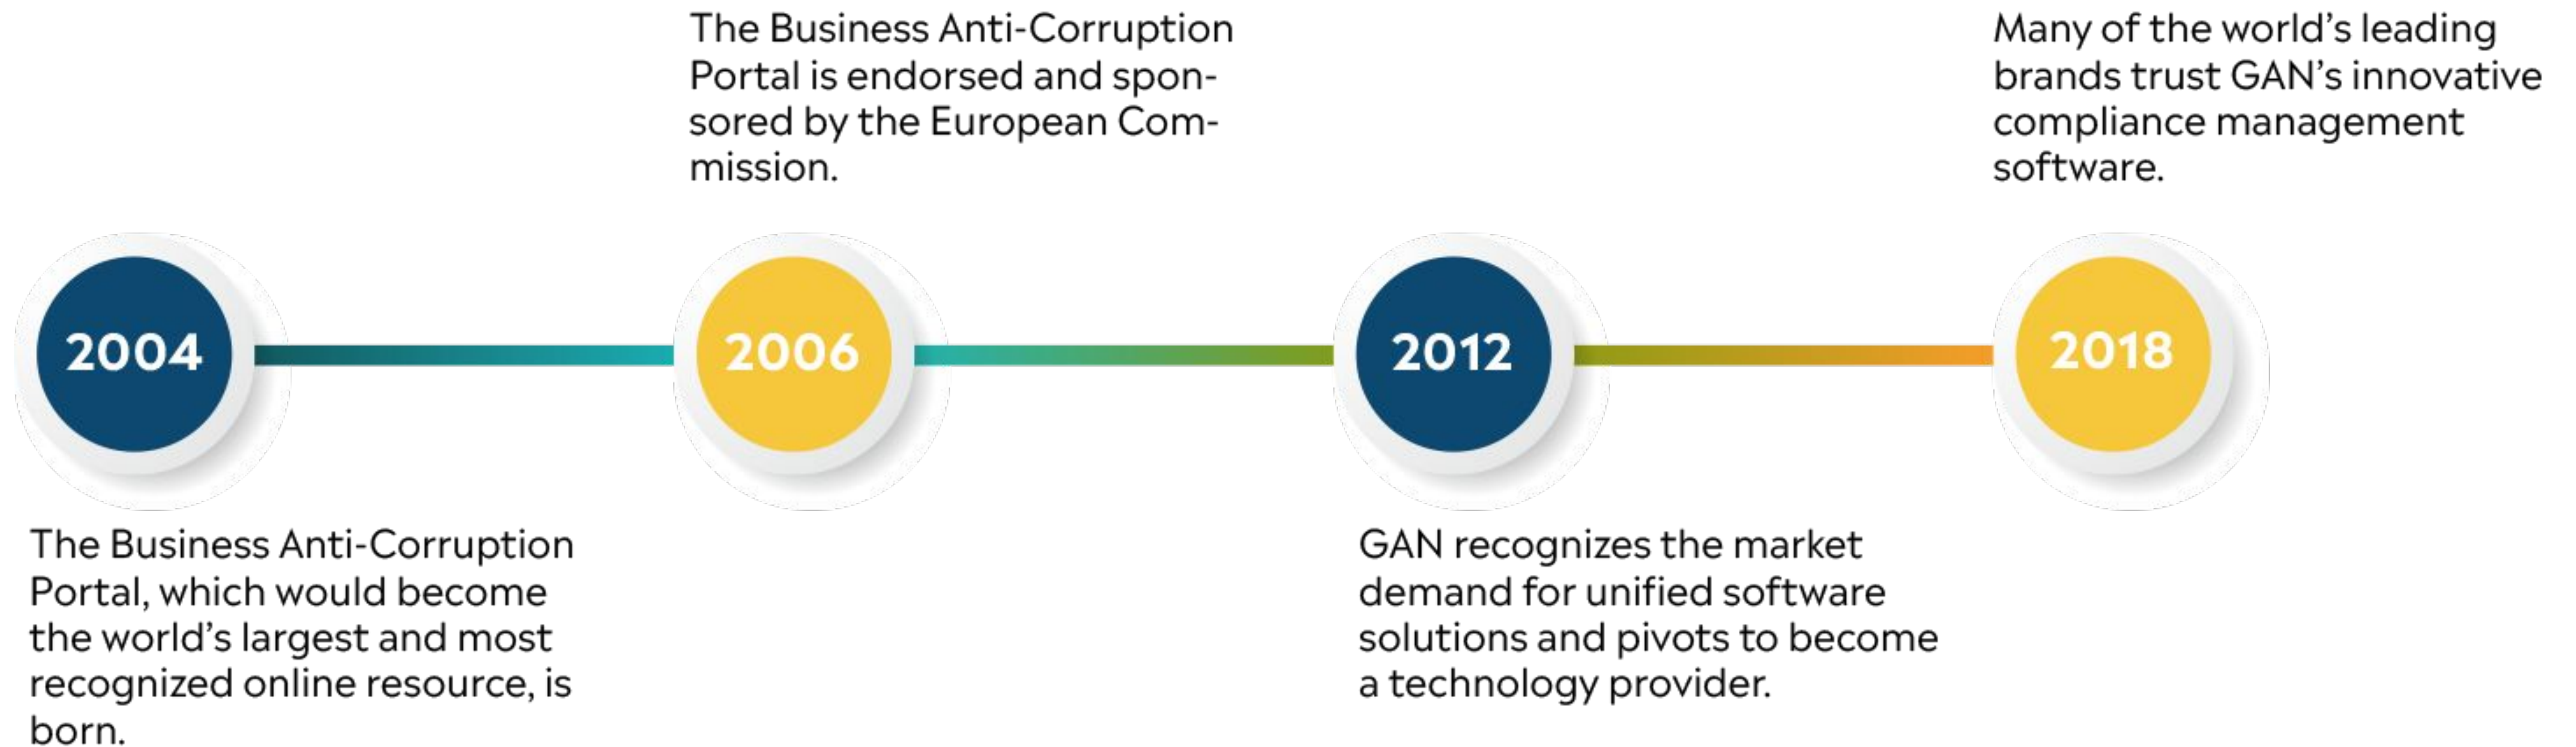 2004
The Business Anti-Corruption
Portal, which would become
the world's largest and most
recognized online resource, is
born.
The Business Anti-Corruption
Portal is endorsed and spon-
sored by the European Com-
mission.
2006
2012
GAN recognizes the market
demand for unified software
solutions and pivots to become
a technology provider.
Many of the world's leading
brands trust GAN's innovative
compliance management
software.
2018